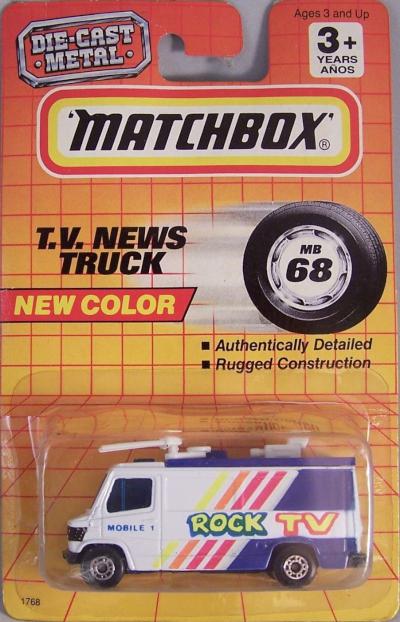 Ages 3 and Up
DIE-CAST
METAL
3+
YEARS
AÑOS
'MATCHBOX'®
T.V. NEWS
TRUCK
MB
68
NEW COLOR
■ Authentically Detailed
■ Rugged Construction
MOBILE 1
ROCK TV
1768